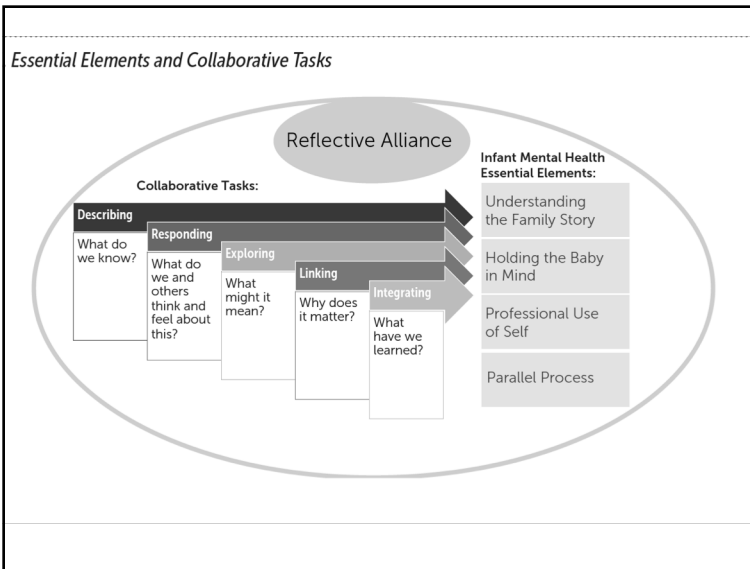 Essential Elements and Collaborative Tasks
Reflective Alliance
Collaborative Tasks:
Describing
What do
we know?
Responding
What do
we and
others
think and
feel about
this?
Exploring
What
might it
mean?
Linking
Why does
it matter?
Integrating
What
have we
learned?
Infant Mental Health
Essential Elements:
Understanding
the Family Story
Holding the Baby
in Mind
Professional Use
of Self
Parallel Process